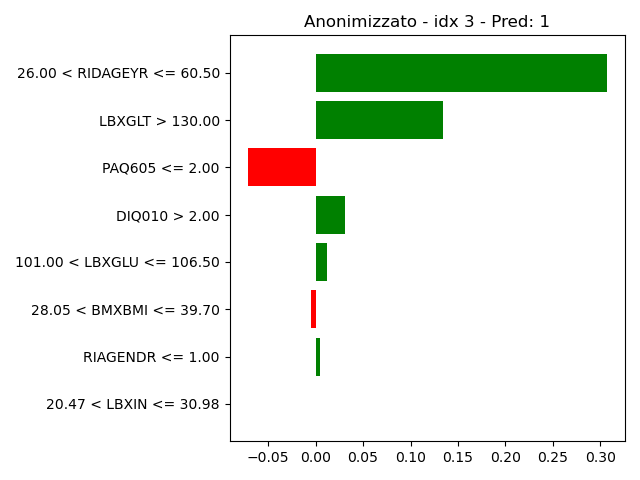 Anonimizzato - idx 3 - Pred: 1
26.00 < RIDAGEYR <= 60.50
LBXGLT > 130.00
PAQ605 <= 2.00
DIQ010 > 2.00
101.00 < LBXGLU <= 106.50
28.05 < BMXBMI <= 39.70
RIAGENDR <= 1.00
20.47 < LBXIN <= 30.98
−0.05 0.00 0.05 0.10 0.15 0.20 0.25 0.30